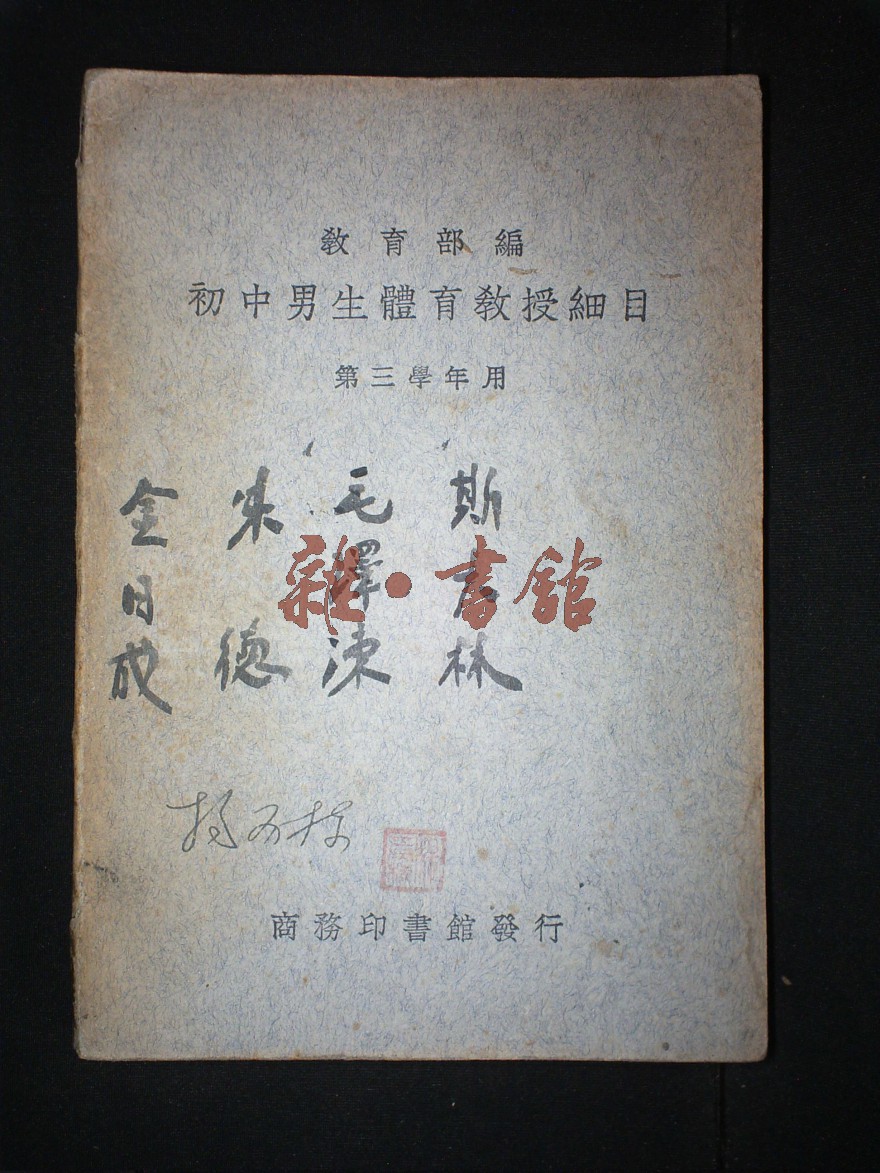 教育部編
初中男生體育教授細目
第三學年用
斯大林
毛澤涷
朱德
金日成
雜·書館
商務印書館發行